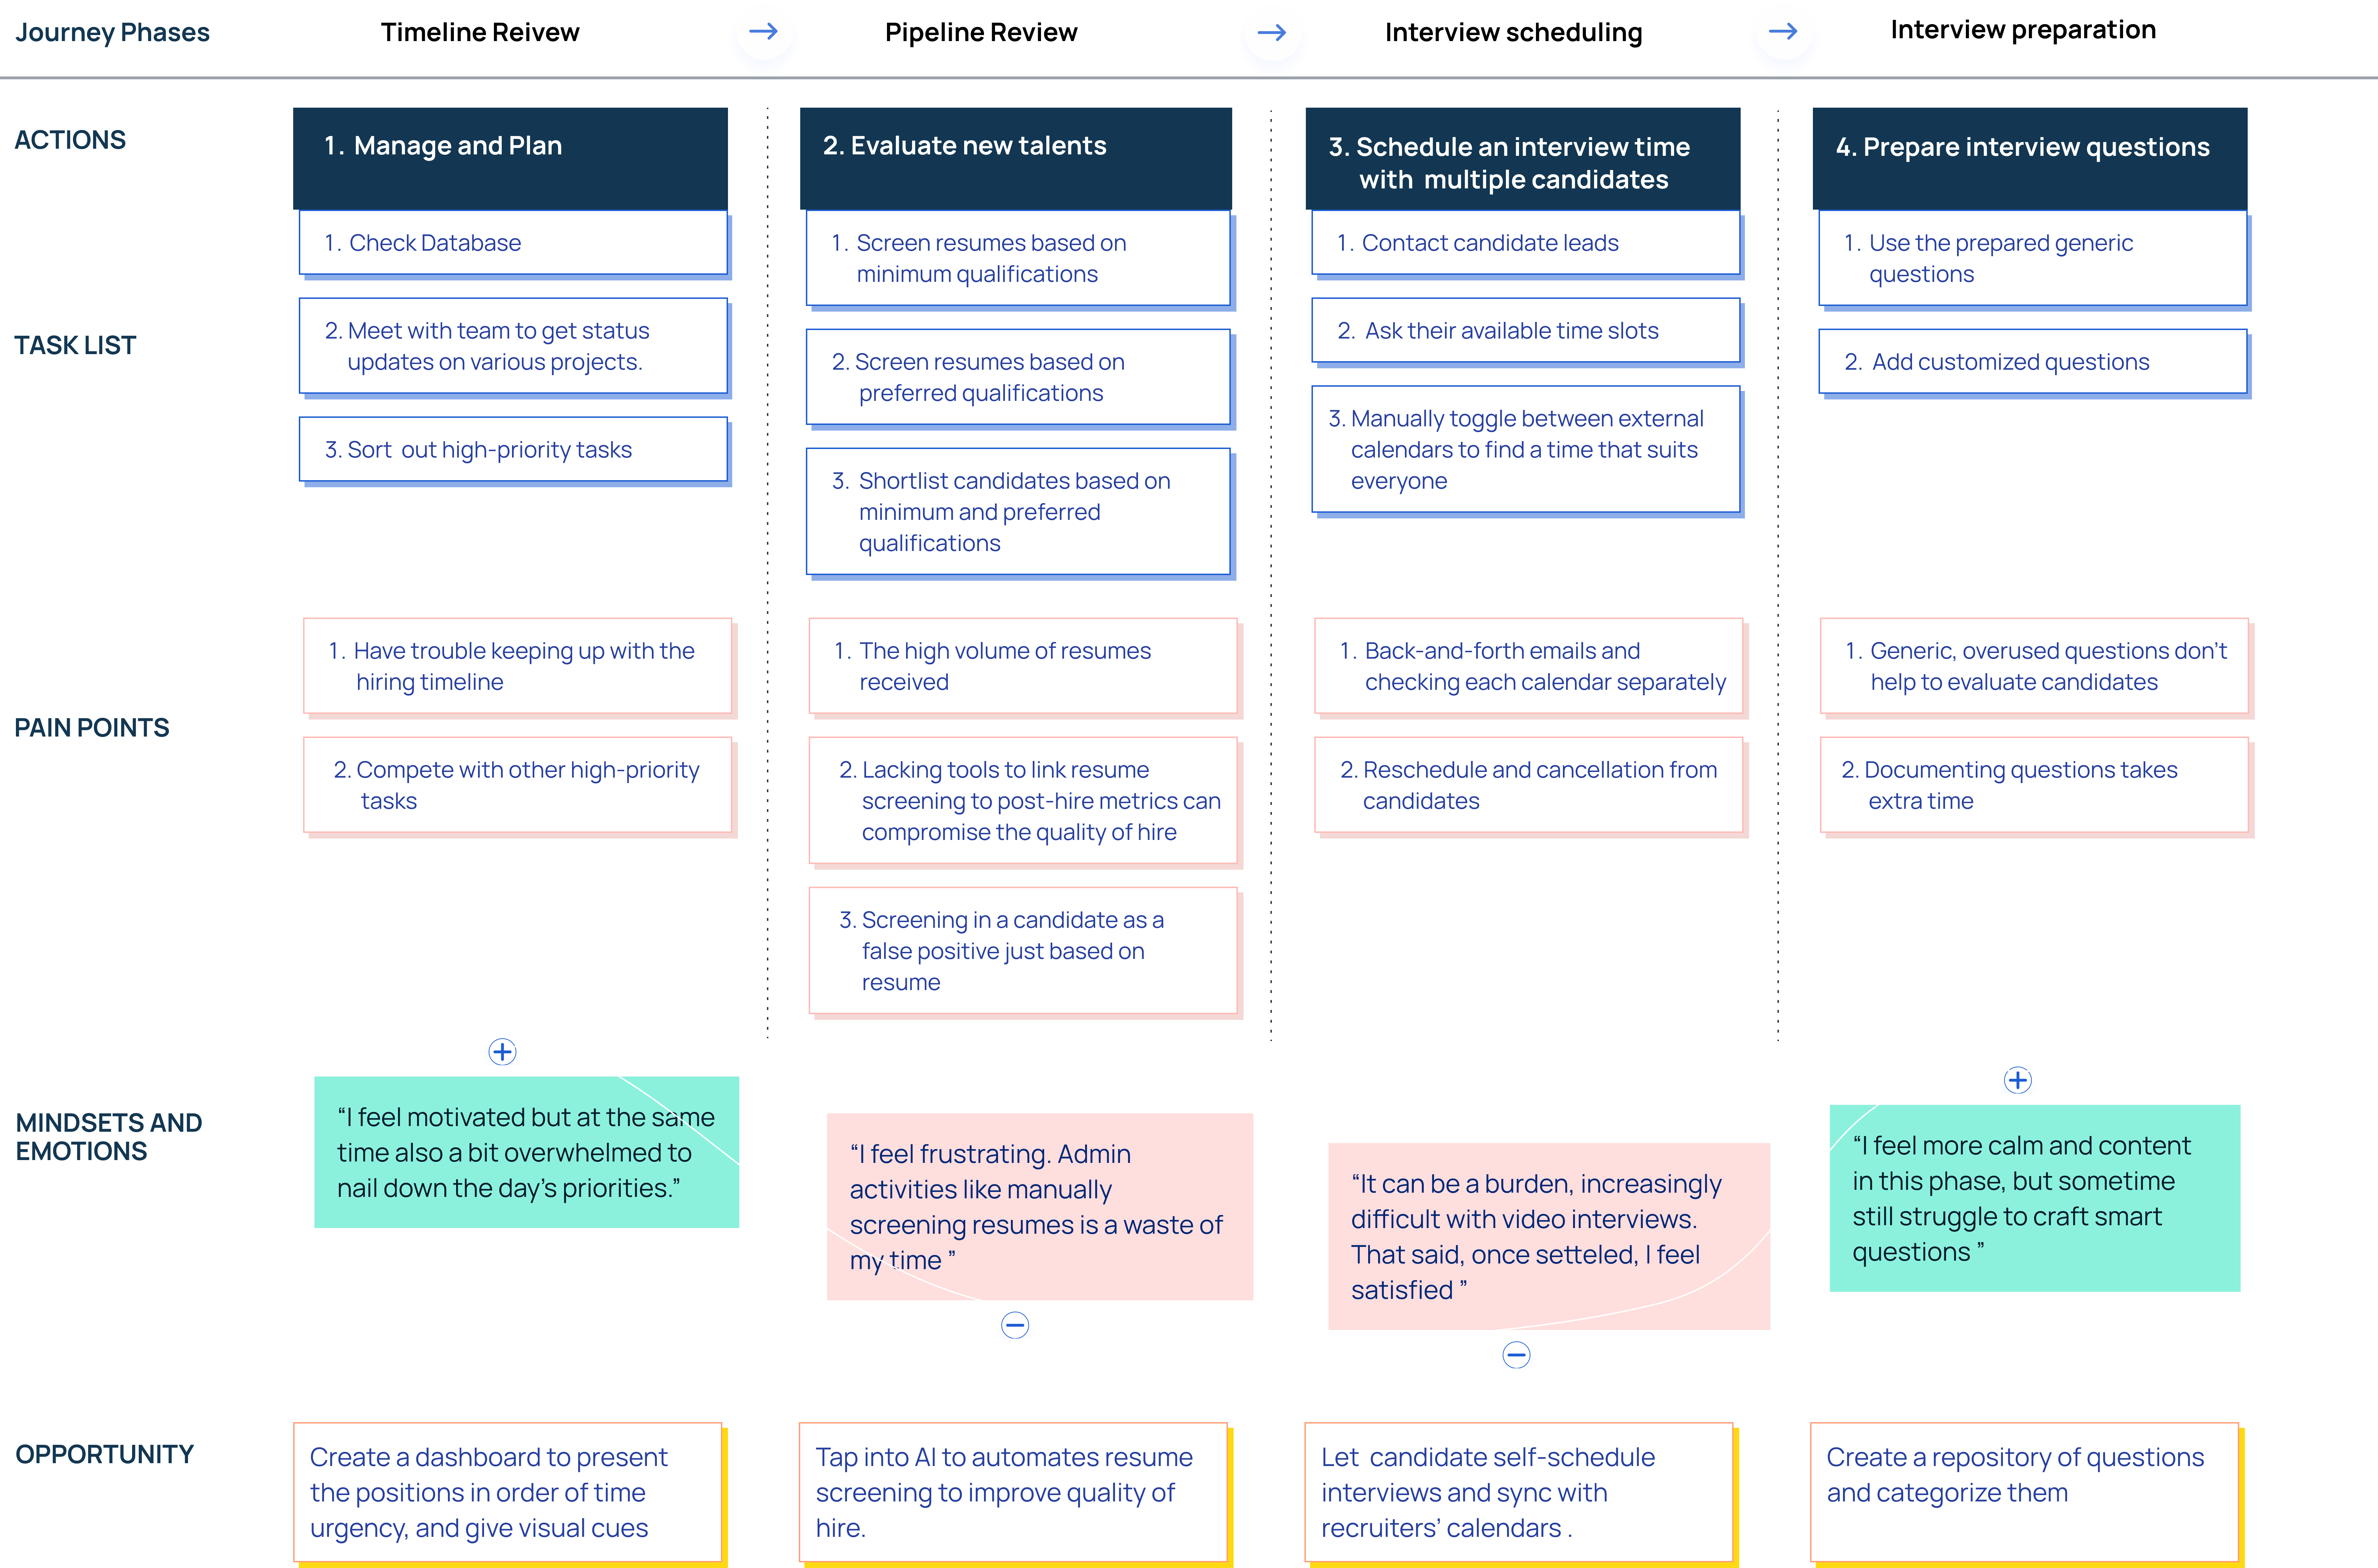 Journey Phases
Timeline Reivew
Pipeline Review
Interview scheduling
Interview preparation
ACTIONS
1. Manage and Plan
2. Evaluate new talents
3. Schedule an interview time
with multiple candidates
4. Prepare interview questions
TASK LIST
1. Check Database
2. Meet with team to get status
updates on various projects.
3. Sort out high-priority tasks
1. Screen resumes based on
minimum qualifications
2. Screen resumes based on
preferred qualifications
3. Shortlist candidates based on
minimum and preferred
qualifications
1. Contact candidate leads
2. Ask their available time slots
3. Manually toggle between external
calendars to find a time that suits
everyone
1. Use the prepared generic
questions
2. Add customized questions
PAIN POINTS
1. Have trouble keeping up with the
hiring timeline
2. Compete with other high-priority
tasks
1. The high volume of resumes
received
2. Lacking tools to link resume
screening to post-hire metrics can
compromise the quality of hire
3. Screening in a candidate as a
false positive just based on
resume
1. Back-and-forth emails and
checking each calendar separately
2. Reschedule and cancellation from
candidates
1. Generic, overused questions don't
help to evaluate candidates
2. Documenting questions takes
extra time
MINDSETS AND
EMOTIONS
“I feel motivated but at the same
time also a bit overwhelmed to
nail down the day's priorities.”
“I feel frustrating. Admin
activities like manually
screening resumes is a waste of
my time ”
“It can be a burden, increasingly
difficult with video interviews.
That said, once setteled, I feel
satisfied ”
“I feel more calm and content
in this phase, but sometime
still struggle to craft smart
questions ”
OPPORTUNITY
Create a dashboard to present
the positions in order of time
urgency, and give visual cues
Tap into AI to automates resume
screening to improve quality of
hire.
Let candidate self-schedule
interviews and sync with
recruiters’ calendars .
Create a repository of questions
and categorize them